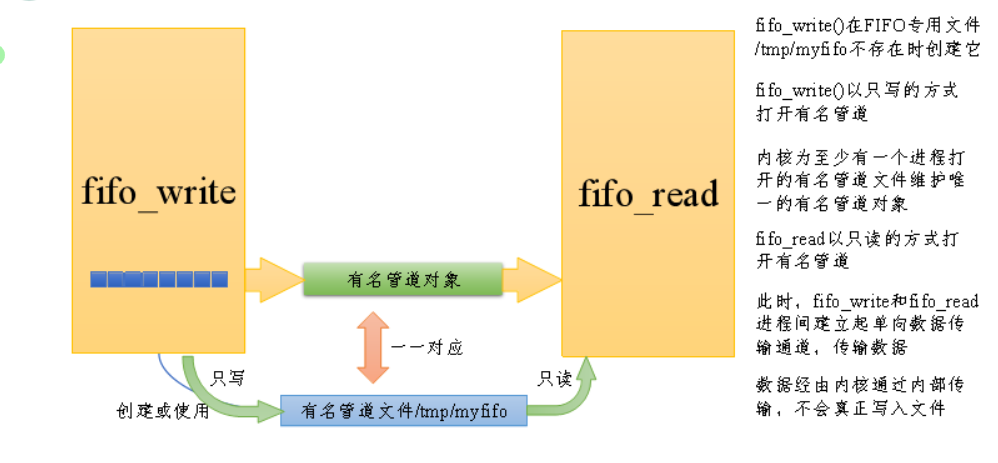 fifo_write
fifo_read
有名管道对象
一一对应
只写
只读
创建或使用
有名管道文件/tmp/myfifo
fifo_write()在FIFO专用文件
/tmp/myfifo不存在时创建它
fifo_write()以只写的方式
打开有名管道
内核为至少有一个进程打
开的有名管道文件维护唯
一的有名管道对象
fifo_read以只读的方式打
开有名管道
此时，fifo_write和fifo_read
进程间建立起单向数据传
输通道，传输数据
数据经由内核通过内部传
输，不会真正写入文件